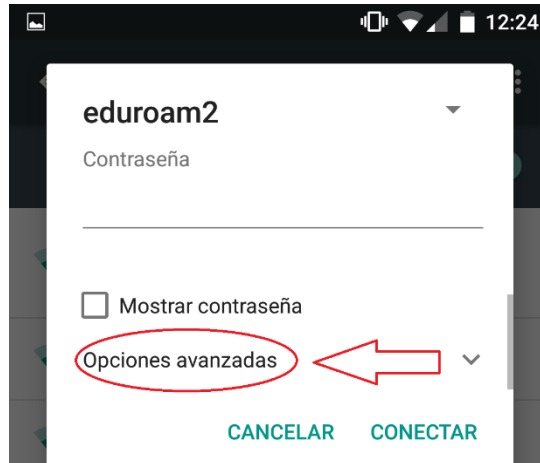 12:24
eduroam2
Contraseña
Mostrar contraseña
Opciones avanzadas
CANCELAR CONECTAR